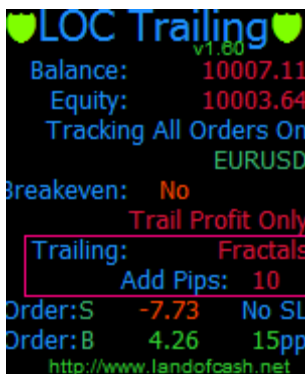 LOC Trailing
v1.60
Balance: 10007.11
Equity: 10003.64
Tracking All Orders On
EURUSD
Breakeven: No
Trail Profit Only
Trailing: Fractals
Add Pips: 10
Order:S -7.73 No SL
Order:B 4.26 15pp
http://www.landofcash.net